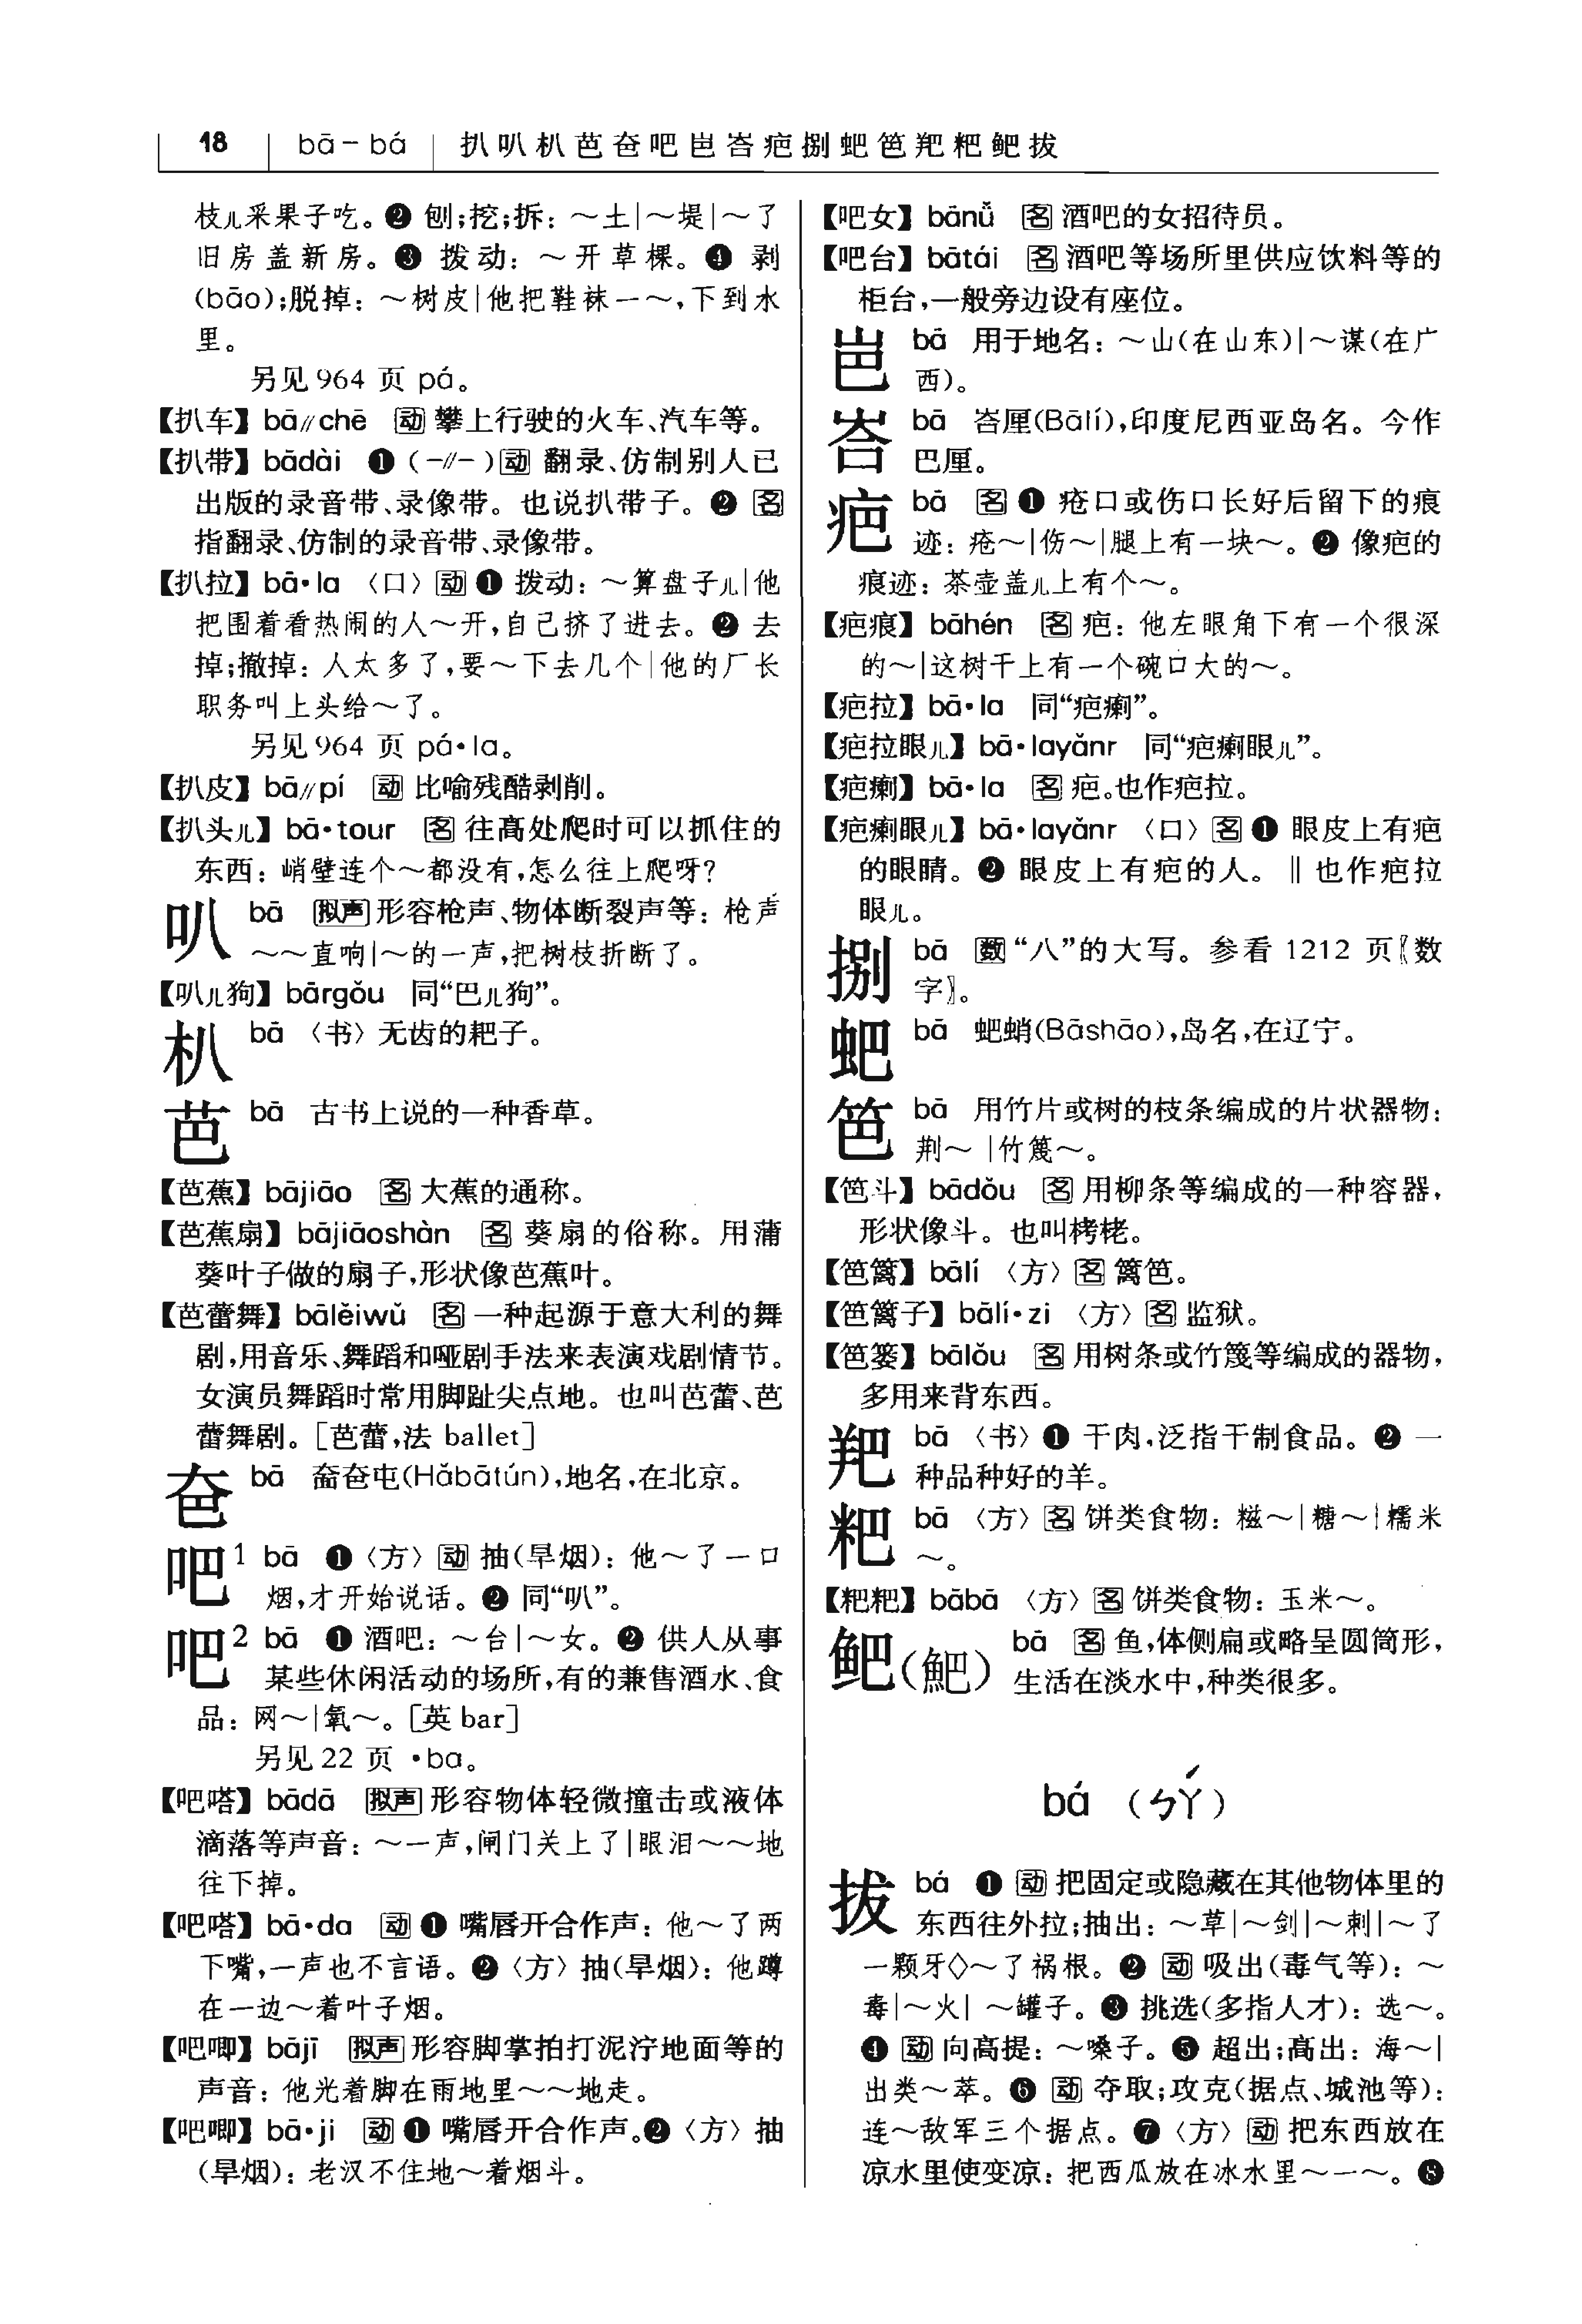 18 bā－bá 扒叭朳芭夿吧岜峇疤捌蚆笆羓粑鲃拔
枝儿采果子吃。❷ 刨;挖;拆：～土|～堤|～了
旧房盖新房。❸ 拨动：～开草棵。❹ 剥
(bāo);脱掉：～树皮|他把鞋袜一～,下到水
里。
另见964 页 pá。
【扒车】bā∥chē 动 攀上行驶的火车、汽车等。
【扒带】bādài ❶ (－∥－)动 翻录、仿制别人已
出版的录音带、录像带。也说扒带子。❷ 名
指翻录、仿制的录音带、录像带。
【扒拉】bā·la 〈口〉动❶ 拨动：～算盘子儿|他
把围着看热闹的人～开,自己挤了进去。❷ 去
掉;撤掉：人太多了,要～下去几个|他的厂长
职务叫上头给～了。
另见964 页 pá·la。
【扒皮】bā∥pí 动 比喻残酷剥削。
【扒头儿】bā·tour 名 往高处爬时可以抓住的
东西：峭壁连个～都没有,怎么往上爬呀?
叭 bā 拟声 形容枪声、物体断裂声等：枪声
～～直响|～的一声,把树枝折断了。
【叭儿狗】bārgǒu 同“巴儿狗”。
朳 bā 〈书〉无齿的耙子。
芭 bā 古书上说的一种香草。
【芭蕉】bājiāo 名 大蕉的通称。
【芭蕉扇】bājiāoshàn 名 葵扇的俗称。用蒲
葵叶子做的扇子,形状像芭蕉叶。
【芭蕾舞】bālěiwǔ 名 一种起源于意大利的舞
剧,用音乐、舞蹈和哑剧手法来表演戏剧情节。
女演员舞蹈时常用脚趾尖点地。也叫芭蕾、芭
蕾舞剧。[芭蕾,法 ballet]
夿 bā 奤夿屯(Hǎbātún),地名,在北京。
吧1 bā ❶〈方〉动 抽(旱烟)：他～了一口
烟,才开始说话。❷ 同“叭”。
吧2 bā ❶ 酒吧：～台|～女。❷ 供人从事
某些休闲活动的场所,有的兼售酒水、食
品：网～|氧～。[英 bar]
另见22 页 ·ba。
【吧嗒】bādā 拟声 形容物体轻微撞击或液体
滴落等声音：～一声,闸门关上了|眼泪～～地
往下掉。
【吧嗒】bā·da 动❶ 嘴唇开合作声：他～了两
下嘴,一声也不言语。❷〈方〉抽(旱烟)：他蹲
在一边～着叶子烟。
【吧唧】bājī 拟声 形容脚掌拍打泥泞地面等的
声音：他光着脚在雨地里～～地走。
【吧唧】bā·ji 动❶ 嘴唇开合作声。❷〈方〉抽
(旱烟)：老汉不住地～着烟斗。
【吧女】bānǚ 名 酒吧的女招待员。
【吧台】bātái 名 酒吧等场所里供应饮料等的
柜台,一般旁边设有座位。
岜 bā 用于地名：～山(在山东)|～谋(在广
西)。
峇 bā 峇厘(Bālí),印度尼西亚岛名。今作
巴厘。
疤 bā 名❶ 疮口或伤口长好后留下的痕
迹：疮～|伤～|腿上有一块～。❷ 像疤的
痕迹：茶壶盖儿上有个～。
【疤痕】bāhén 名 疤：他左眼角下有一个很深
的～|这树干上有一个碗口大的～。
【疤拉】bā·la 同“疤瘌”。
【疤拉眼儿】bā·layǎnr 同“疤瘌眼儿”。
【疤瘌】bā·la 名 疤。也作疤拉。
【疤瘌眼儿】bā·layǎnr〈口〉名❶ 眼皮上有疤
的眼睛。❷ 眼皮上有疤的人。‖也作疤拉
眼儿。
捌 bā 数“八”的大写。参看 1212 页〖数
字〗。
蚆 bā 蚆蛸(Bāshāo),岛名,在辽宁。
笆 bā 用竹片或树的枝条编成的片状器物：
荆～ |竹篾～。
【笆斗】bādǒu 名 用柳条等编成的一种容器,
形状像斗。也叫栲栳。
【笆篱】bālí 〈方〉名 篱笆。
【笆篱子】bālí·zi 〈方〉名 监狱。
【笆篓】bālǒu 名 用树条或竹篾等编成的器物,
多用来背东西。
羓 bā 〈书〉❶ 干肉,泛指干制食品。❷ 一
种品种好的羊。
粑 bā 〈方〉名 饼类食物：糍～|糖～|糯米
～。
【粑粑】bābā 〈方〉名 饼类食物：玉米～。
鲃(䰾) bā 名 鱼,体侧扁或略呈圆筒形,
生活在淡水中,种类很多。
bá (ㄅㄚˊ)
拔 bá ❶ 动 把固定或隐藏在其他物体里的
东西往外拉;抽出：～草|～剑|～刺|～了
一颗牙◇～了祸根。❷ 动 吸出(毒气等)：～
毒|～火| ～罐子。❸ 挑选(多指人才)：选～。
❹ 动 向高提：～嗓子。❺ 超出;高出：海～|
出类～萃。❻ 动 夺取;攻克(据点、城池等)：
连～敌军三个据点。❼〈方〉动 把东西放在
凉水里使变凉：把西瓜放在冰水里～一～。❽